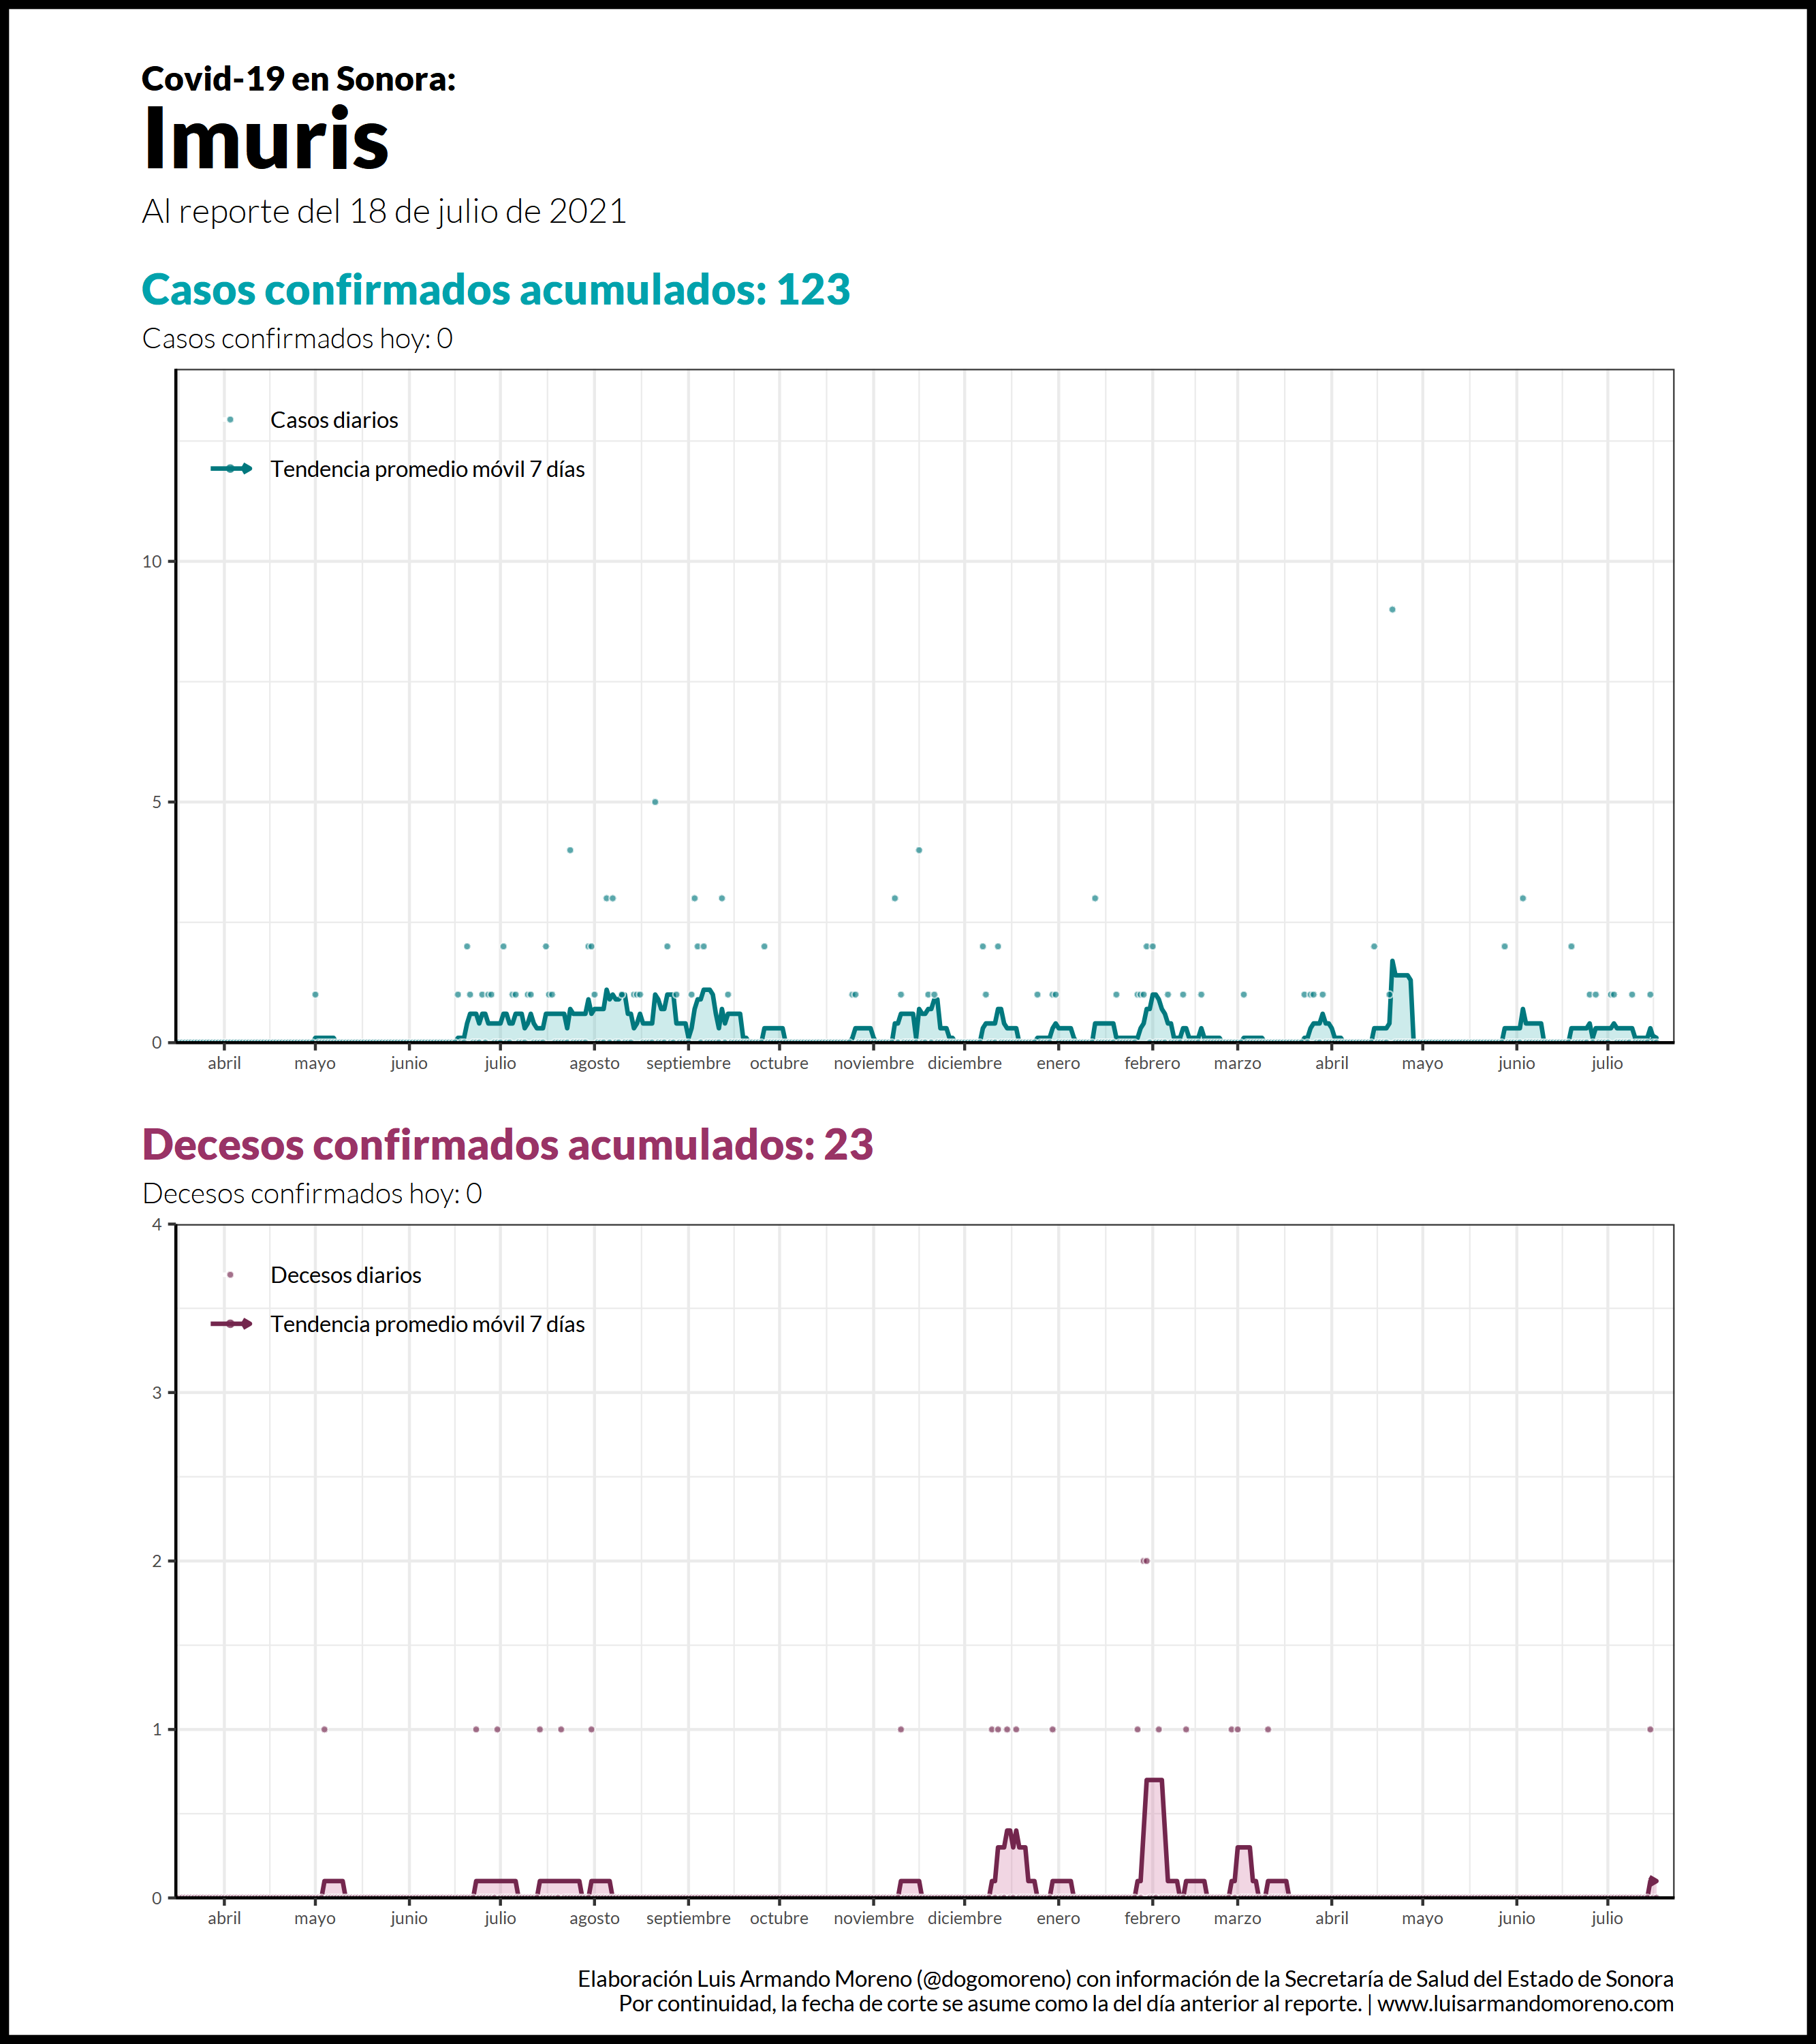 Covid-19 en Sonora:
Imuris
Al reporte del 18 de julio de 2021
Casos confirmados acumulados: 123
Casos confirmados hoy: 0
Casos diarios
Tendencia promedio móvil 7 días
10
5
0
abril mayo junio julio agosto septiembre octubre noviembre diciembre enero febrero marzo abril mayo junio julio
Decesos confirmados acumulados: 23
Decesos confirmados hoy: 0
4
Decesos diarios
Tendencia promedio móvil 7 días
3
2
1
0
abril mayo junio julio agosto septiembre octubre noviembre diciembre enero febrero marzo abril mayo junio julio
Elaboración Luis Armando Moreno (@dogomoreno) con información de la Secretaría de Salud del Estado de Sonora
Por continuidad, la fecha de corte se asume como la del día anterior al reporte. | www.luisarmandomoreno.com